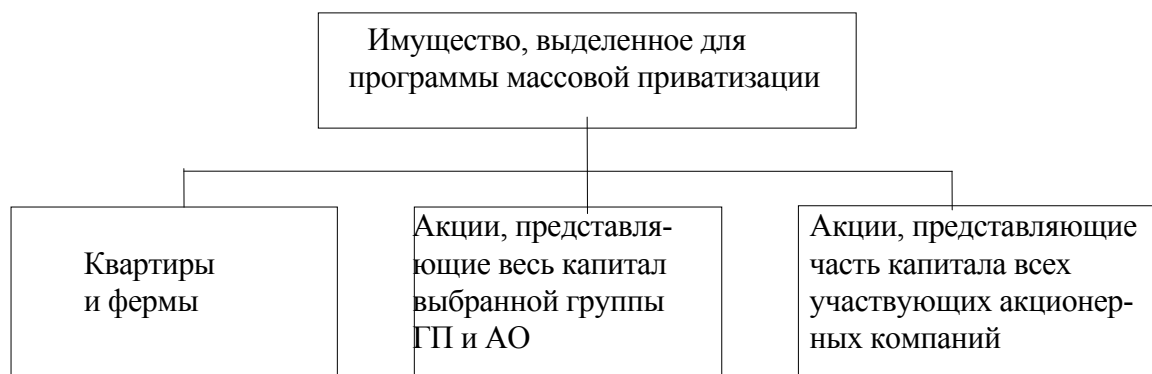 Имущество, выделенное для
программы массовой приватизации
Квартиры
и фермы
Акции, представля-
ющие весь капитал
выбранной группы
ГП и АО
Акции, представляющие
часть капитала всех
участвующих акционер-
ных компаний